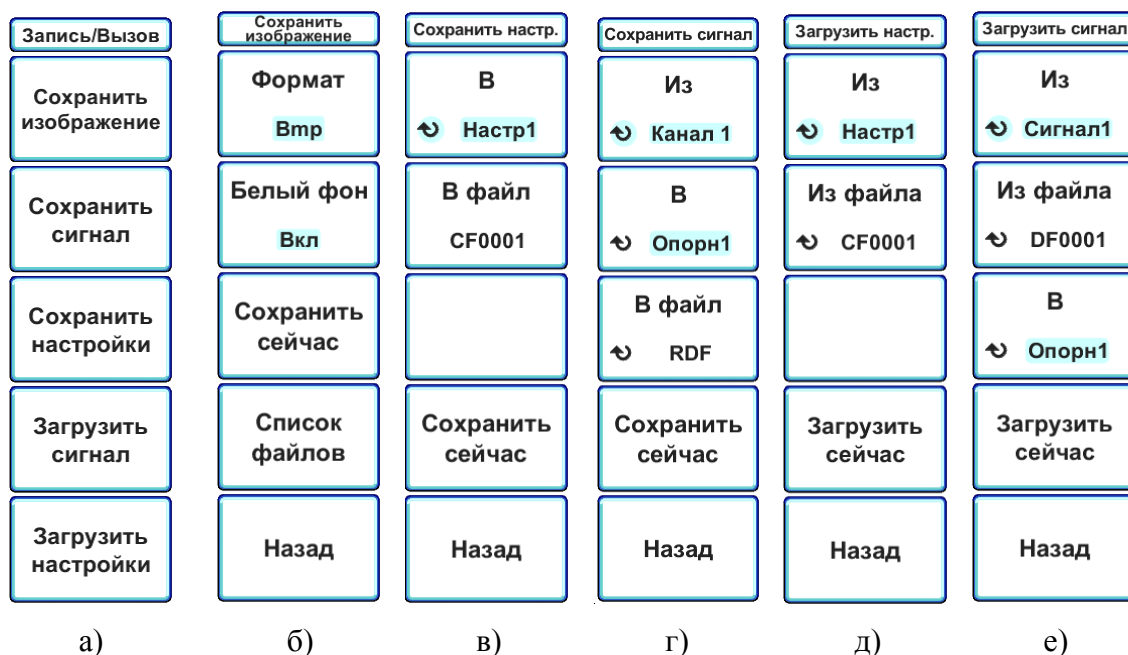 Запись/Вызов
Сохранить
изображение
Сохранить
сигнал
Сохранить
настройки
Загрузить
сигнал
Загрузить
настройки
а)
Сохранить
изображение
Формат
Bmp
Белый фон
Вкл
Сохранить
сейчас
Список
файлов
Назад
б)
Сохранить настр.
В
Настр1
В файл
CF0001
Сохранить
сейчас
Назад
в)
Сохранить сигнал
Из
Канал 1
В
Опорн1
В файл
RDF
Сохранить
сейчас
Назад
г)
Загрузить настр.
Из
Настр1
Из файла
CF0001
Загрузить
сейчас
Назад
д)
Загрузить сигнал
Из
Сигнал1
Из файла
DF0001
В
Опорн1
Загрузить
сейчас
Назад
е)